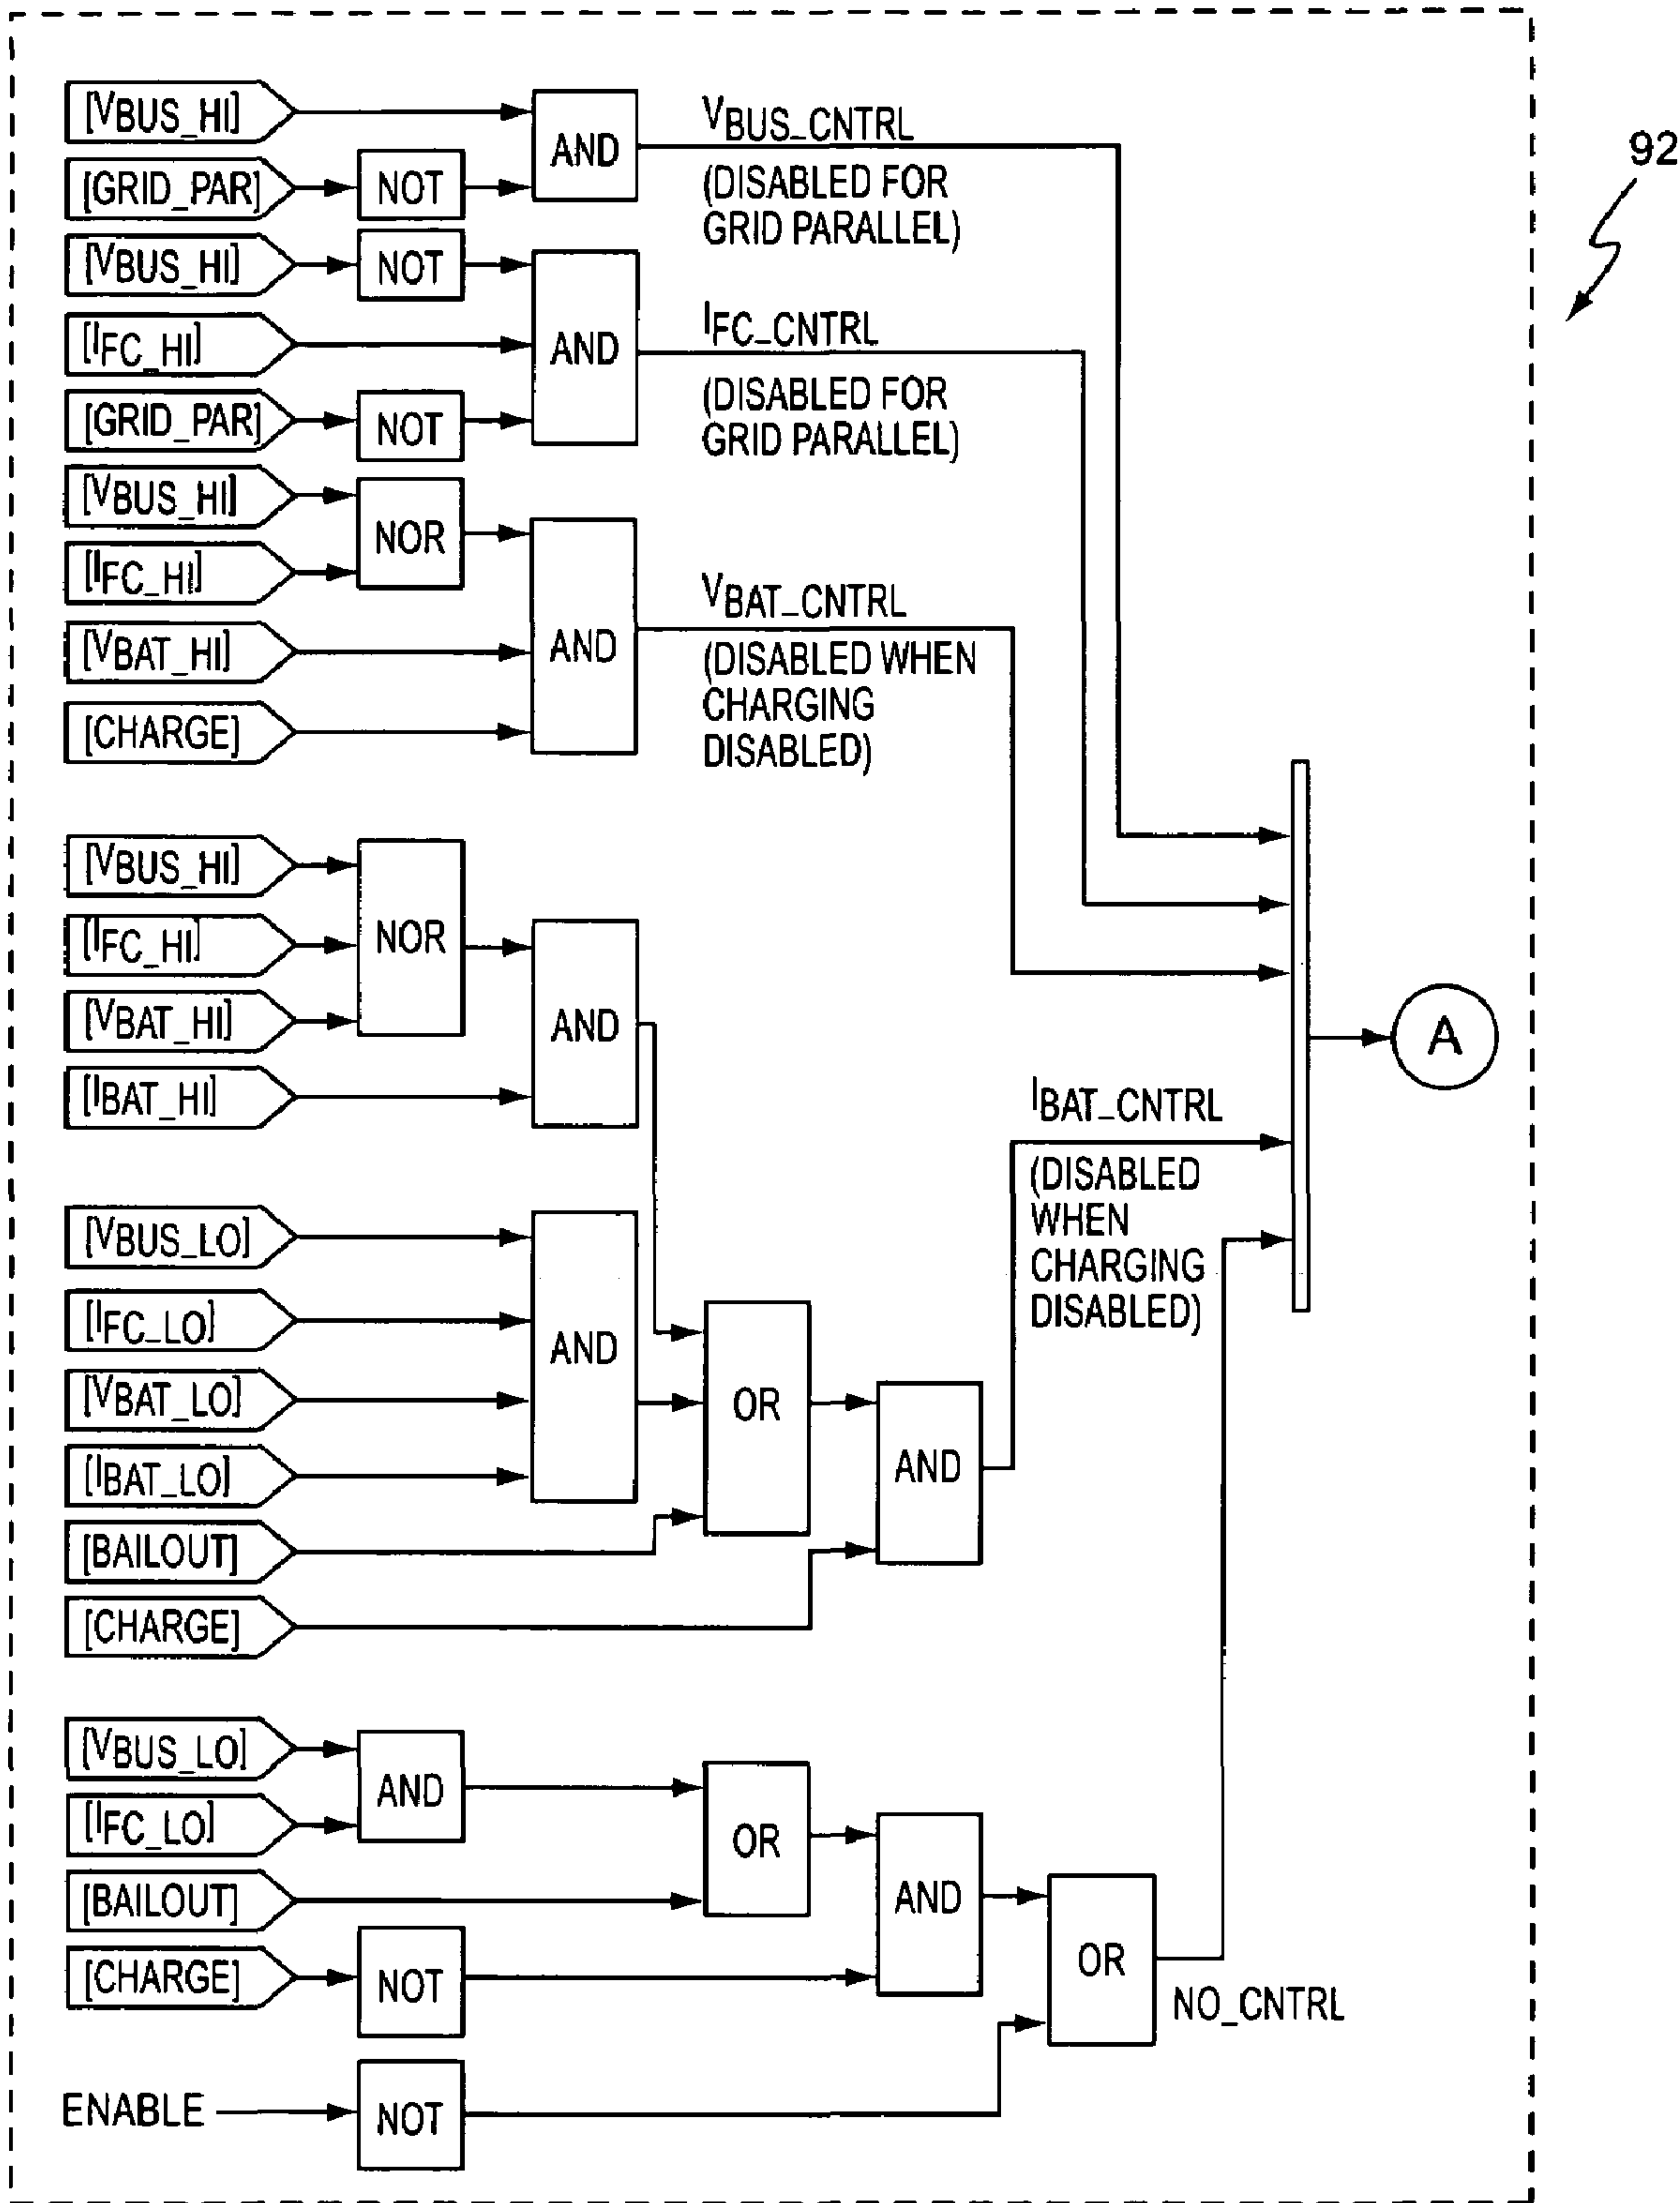 [VBUS_HI]
AND
VBUS_CNTRL
92
[GRID_PAR]
NOT
(DISABLED FOR
GRID PARALLEL)
[VBUS_HI]
NOT
[IFC_HI]
AND
IFC_CNTRL
[GRID_PAR]
NOT
(DISABLED FOR
GRID PARALLEL)
[VBUS_HI]
NOR
[IFC_HI]
VBAT_CNTRL
[VBAT_HI]
AND
(DISABLED WHEN
CHARGING
DISABLED)
[CHARGE]
[VBUS_HI]
[IFC_HI]
NOR
[VBAT_HI]
AND
A
[IBAT_HI]
IBAT_CNTRL
(DISABLED
WHEN
CHARGING
DISABLED)
[VBUS_LO]
[IFC_LO]
AND
[VBAT_LO]
OR
[IBAT_LO]
AND
[BAILOUT]
[CHARGE]
[VBUS_LO]
AND
[IFC_LO]
OR
[BAILOUT]
AND
[CHARGE]
NOT
OR
NO_CNTRL
ENABLE
NOT